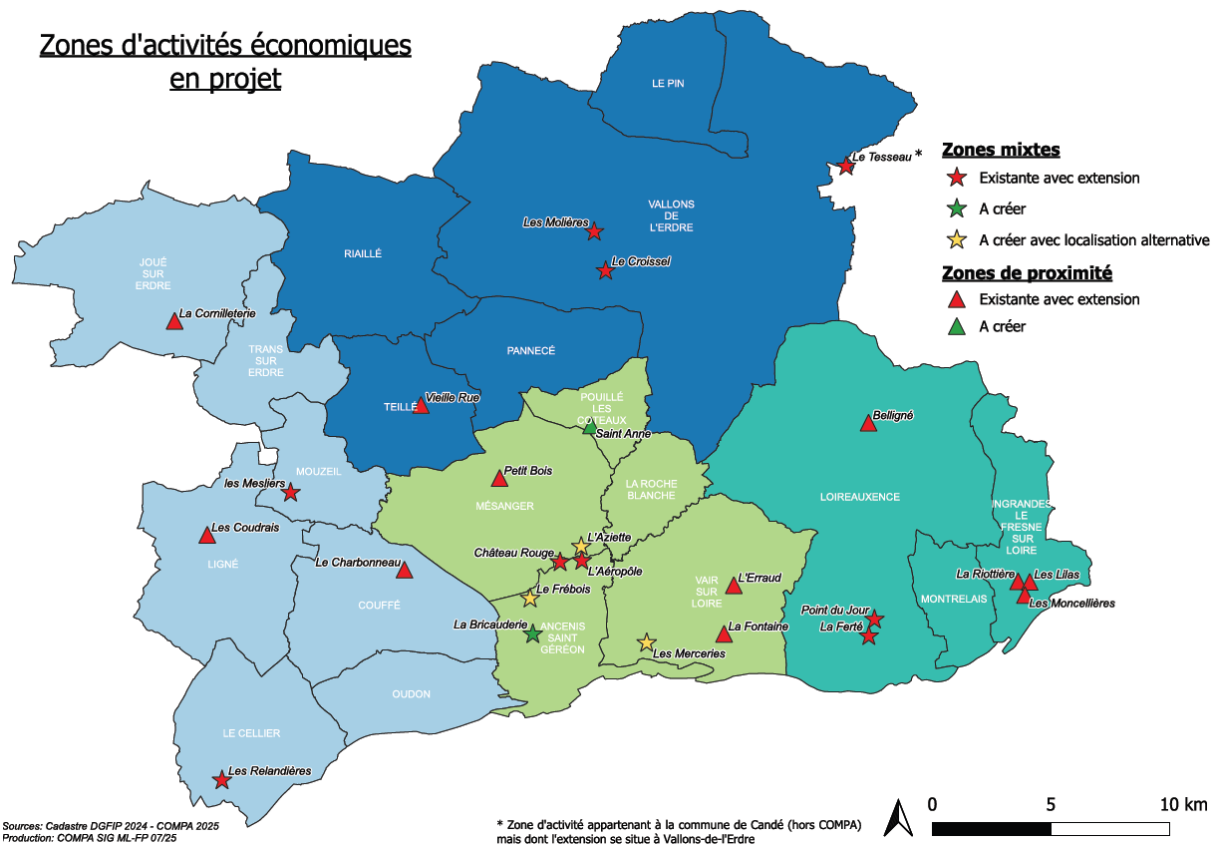 Zones d'activités économiques
en projet
LE PIN
Zones mixtes
Le Tesseau *
Existante avec extension
A créer
A créer avec localisation alternative
Zones de proximité
Existante avec extension
A créer
VALLONS
DE
L'ERDRE
Les Molières
Le Croissel
RIAILLÉ
JOUÉ
SUR
ERDRE
La Cornilleterie
TRANS
SUR
ERDRE
PANNECÉ
TEILLÉ
Vieille Rue
POUILLÉ
LES
COTEAUX
Saint Anne
Belligné
Petit Bois
MÉSANGER
LA ROCHE
BLANCHE
MOUZEIL
les Mesliers
LOIREAUXENCE
INGRANDES
LE
FRESNE
SUR
LOIRE
Les Coudrais
LIGNÉ
Le Charbonneau
COUFFÉ
L'Aziette
Château Rouge
L'Aéropôle
Le Frébois
La Bricauderie
ANCENIS
SAINT
GÉRÉON
VAIR
SUR
LOIRE
L'Erraud
La Fontaine
Les Merceries
Point du Jour
La Ferté
MONTRELAIS
La Riottière
Les Lilas
Les Moncellières
OUDON
LE CELLIER
Les Relandières
Sources: Cadastre DGFIP 2024 - COMPA 2025
Production: COMPA SIG ML-FP 07/25
* Zone d'activité appartenant à la commune de Candé (hors COMPA)
mais dont l'extension se situe à Vallons-de-l'Erdre
0 5 10 km